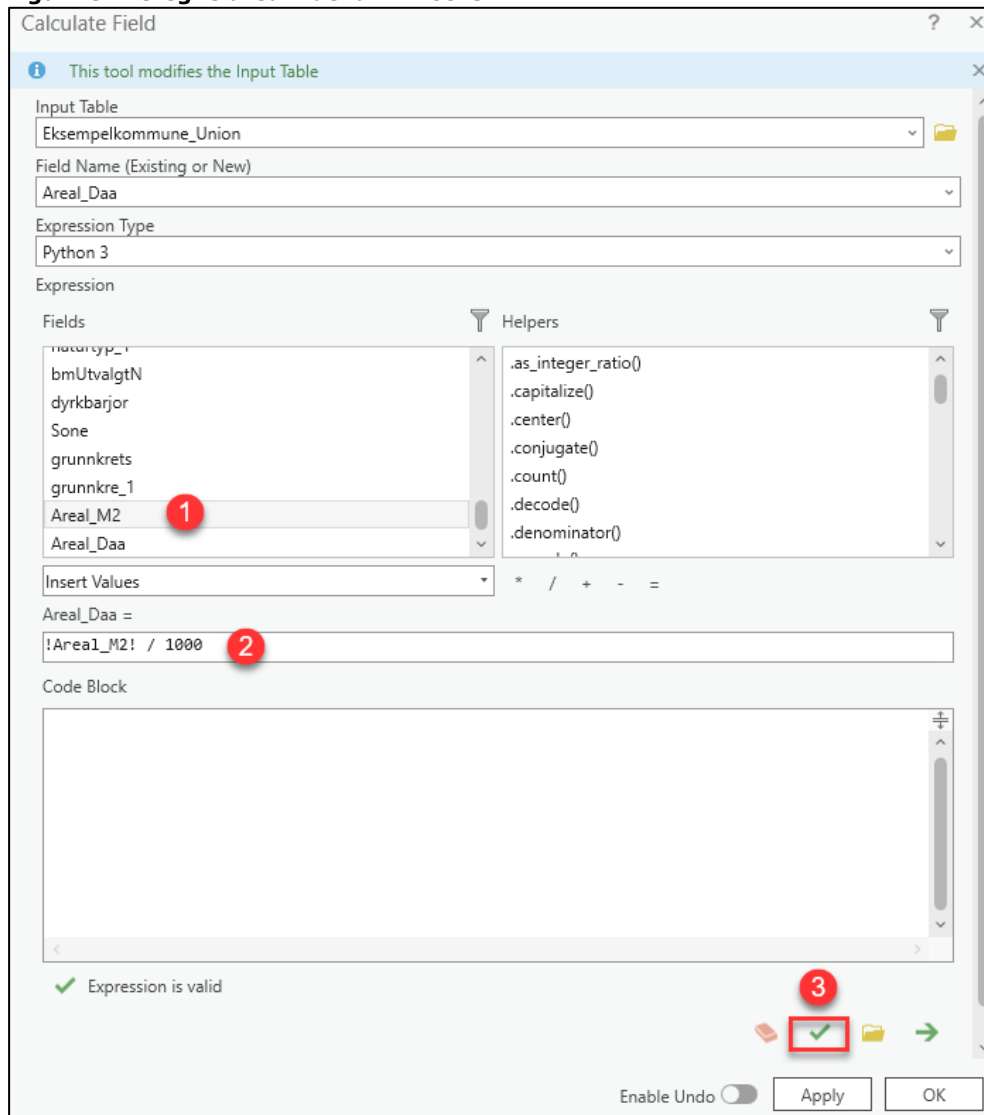 Calculate Field ? ×
This tool modifies the Input Table ×
Input Table
Eksempelkommune_Union
Field Name (Existing or New)
Areal_Daa
Expression Type
Python 3
Expression
Fields
Helpers
bmUtvalgtN
dyrkbarjor
Sone
grunnkrets
grunnkre_1
Areal_M2 1
Areal_Daa
.as_integer_ratio()
.capitalize()
.center()
.conjugate()
.count()
.decode()
.denominator()
Insert Values
* / + - =
Areal_Daa =
!Areal_M2! / 1000 2
Code Block
Expression is valid
3
Enable Undo
Apply
OK